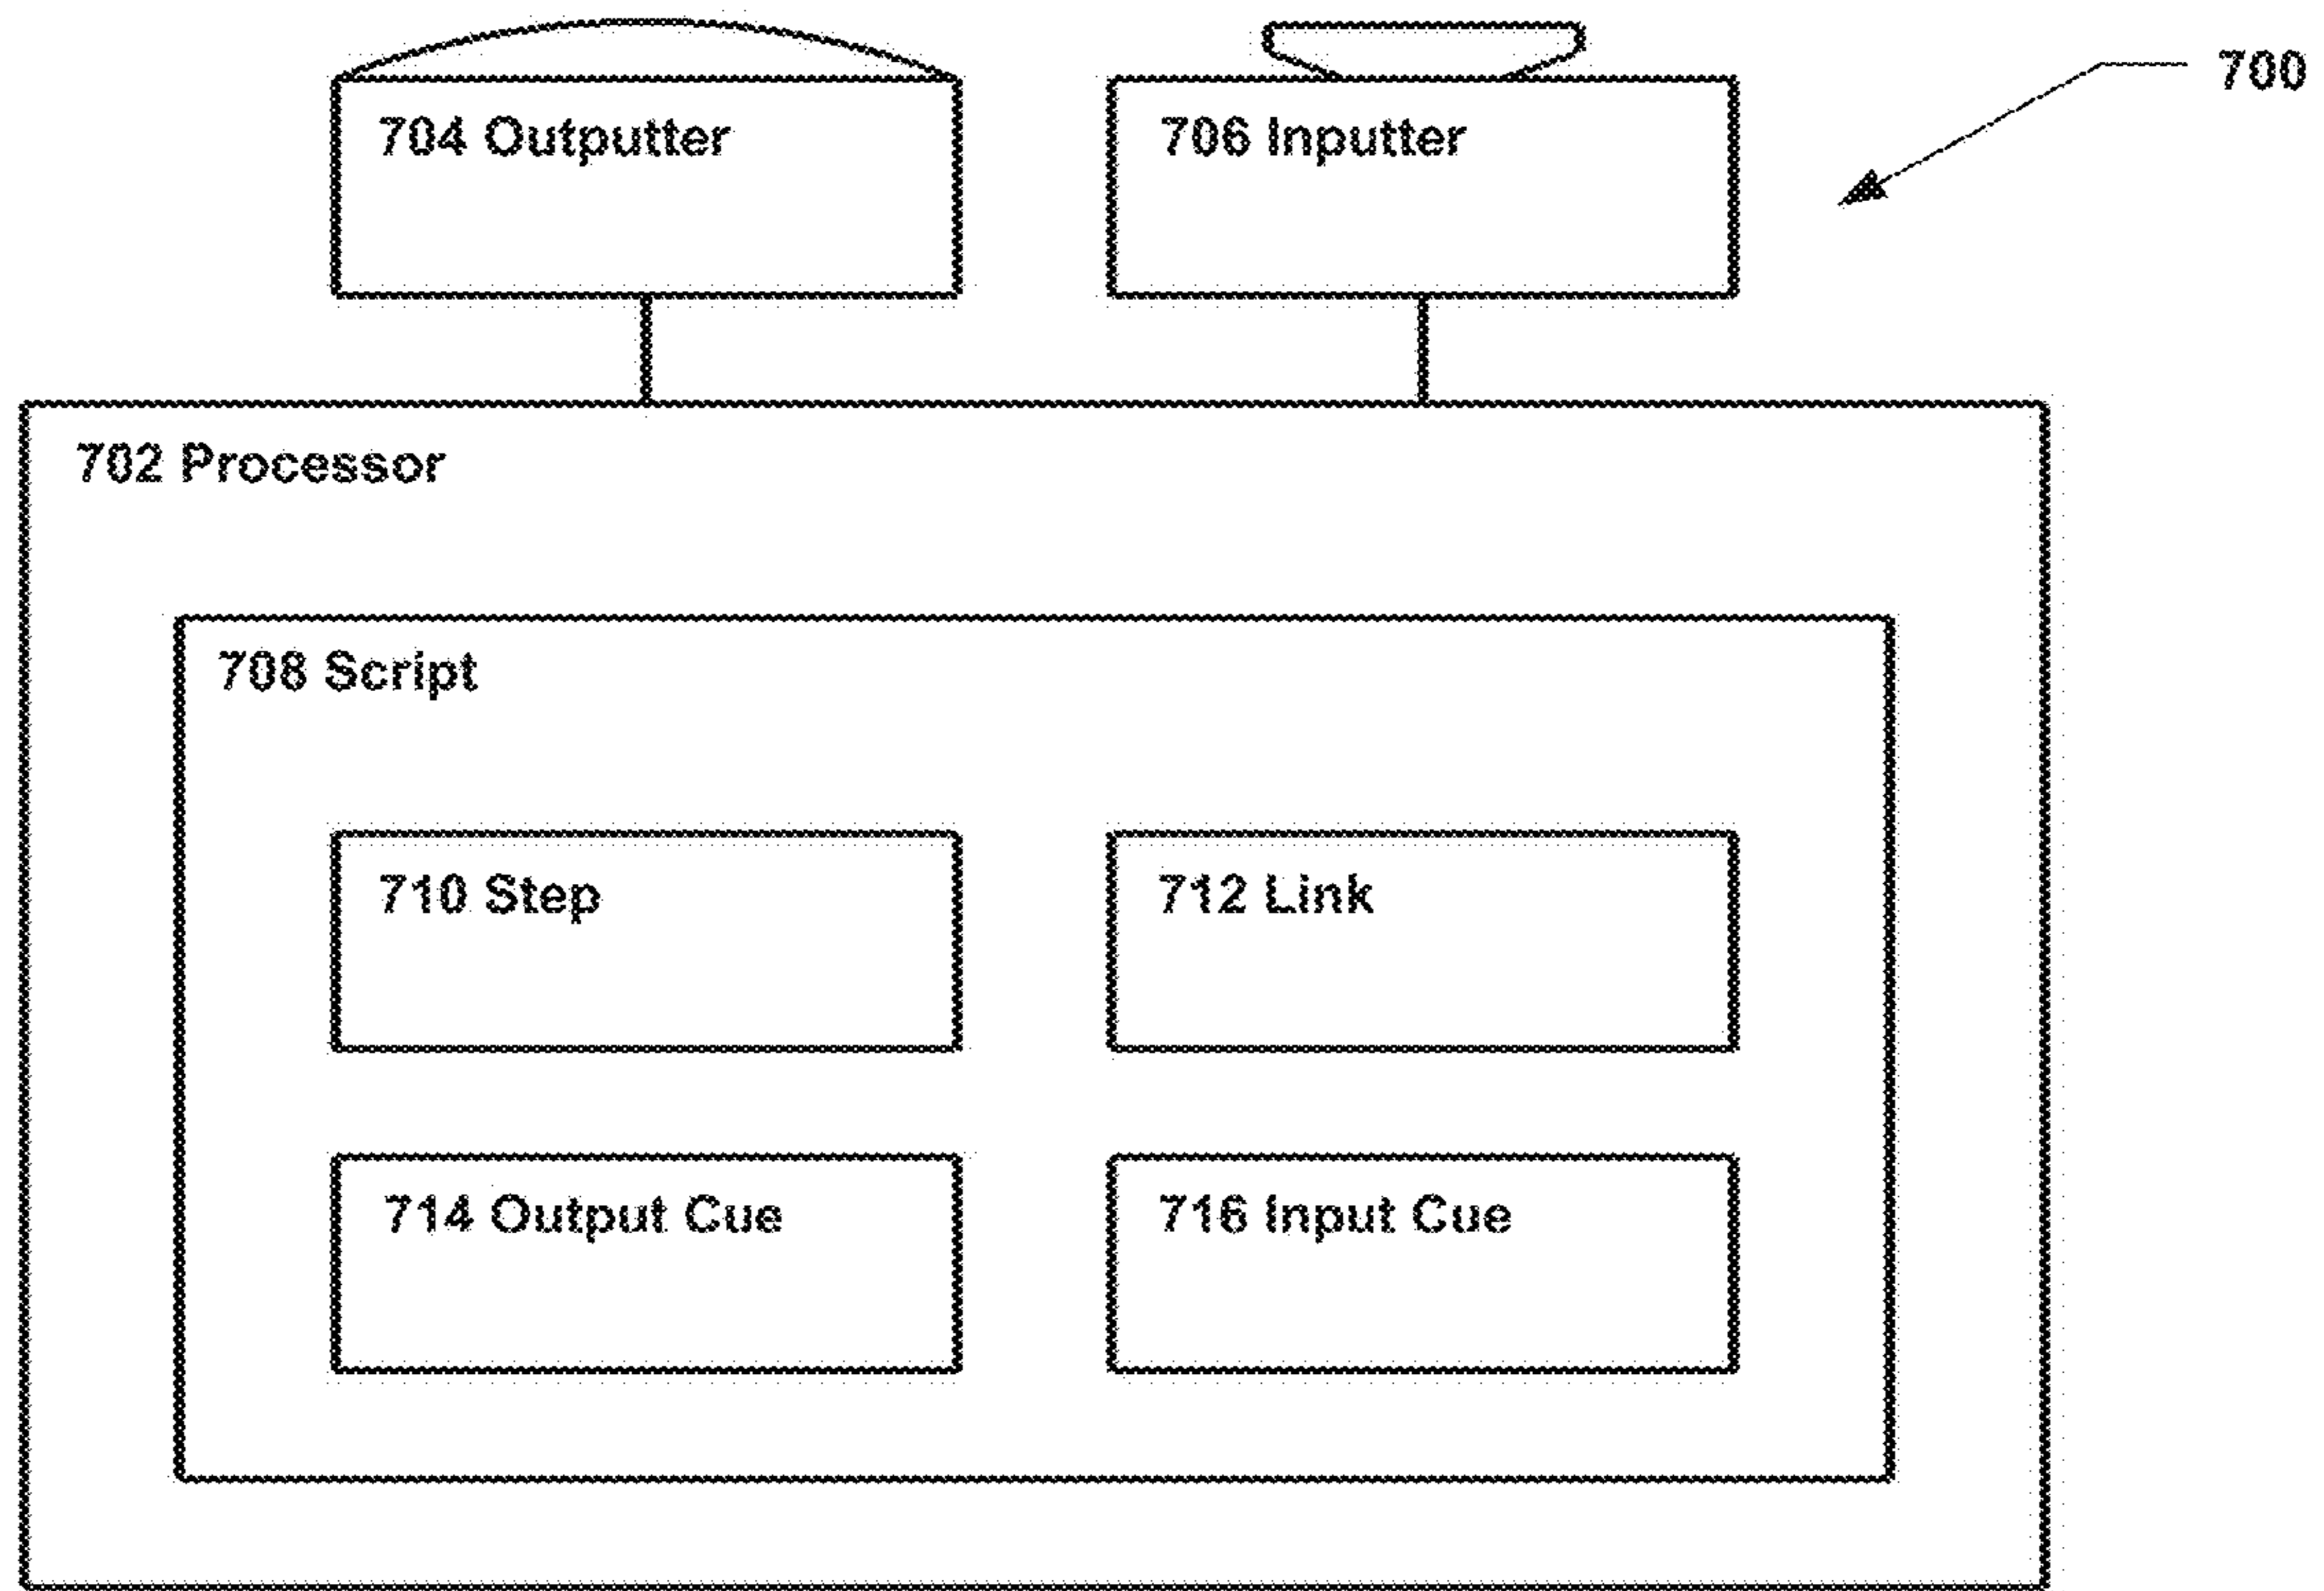 700
704 Outputter
706 Inputter
702 Processor
708 Script
710 Step
712 Link
714 Output Cue
716 Input Cue